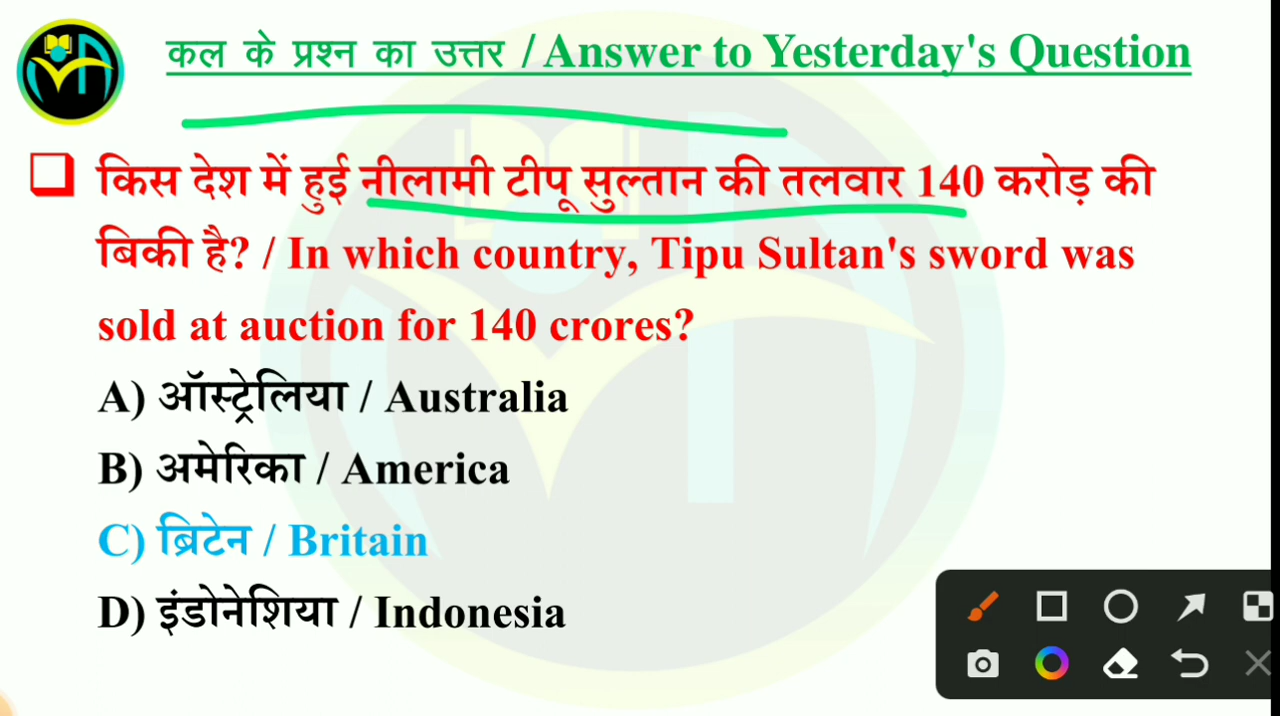 कल के प्रश्न का उत्तर / Answer to Yesterday's Question
किस देश में हुई नीलामी टीपू सुल्तान की तलवार 140 करोड़ की
बिकी है? / In which country, Tipu Sultan's sword was
sold at auction for 140 crores?
A) ऑस्ट्रेलिया / Australia
B) अमेरिका / America
C) ब्रिटेन / Britain
D) इंडोनेशिया / Indonesia